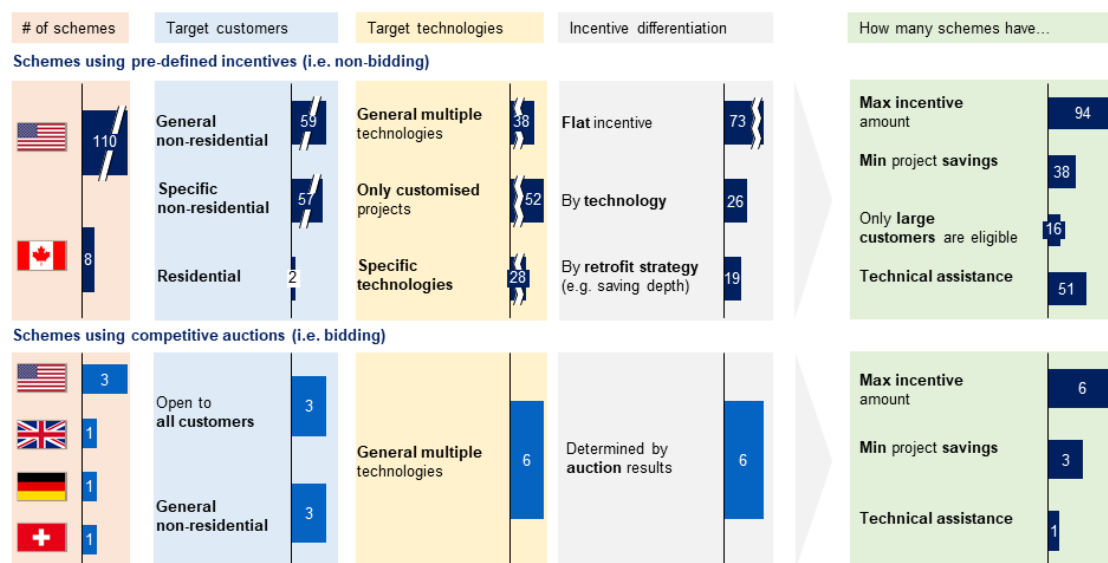 # of schemes
Target customers
Target technologies
Incentive differentiation
How many schemes have…
Schemes using pre-defined incentives (i.e. non-bidding)
110
8
General
non-residential
59
Specific
non-residential
57
Residential
2
General multiple
technologies
38
Only customised
projects
52
Specific
technologies
28
Flat incentive
73
By technology
26
By retrofit strategy
(e.g. saving depth)
19
Max incentive
amount
94
Min project savings
38
Only large
customers are eligible
16
Technical assistance
51
Schemes using competitive auctions (i.e. bidding)
3
1
1
1
Open to
all customers
3
General
non-residential
3
General multiple
technologies
6
Determined by
auction results
6
Max incentive
amount
6
Min project savings
3
Technical assistance
1